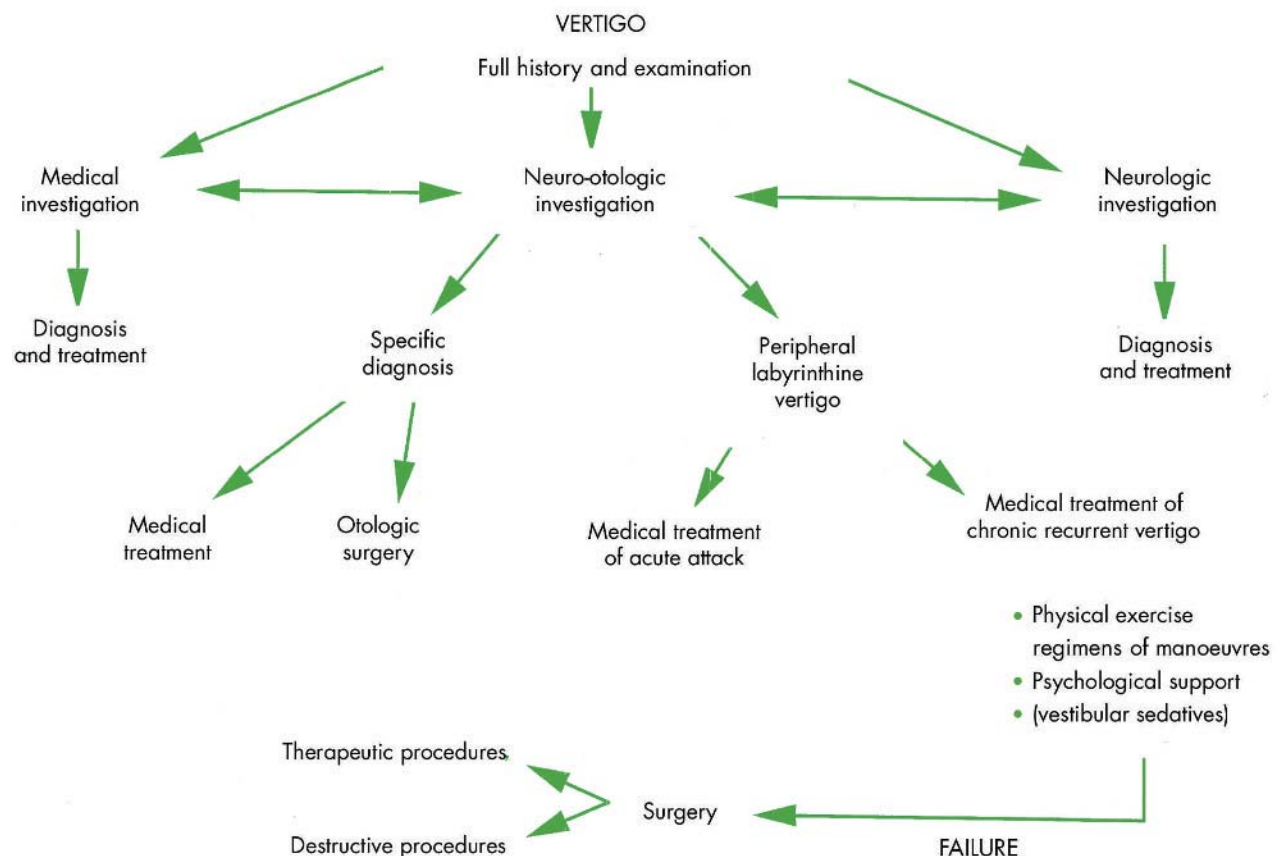 VERTIGO
Full history and examination
Medical
investigation
Neuro-otologic
investigation
Neurologic
investigation
Diagnosis
and treatment
Specific
diagnosis
Peripheral
labyrinthine
vertigo
Diagnosis
and treatment
Medical
treatment
Otologic
surgery
Medical treatment
of acute attack
Medical treatment of
chronic recurrent vertigo
• Physical exercise
regimens of manoeuvres
• Psychological support
• (vestibular sedatives)
Therapeutic procedures
Surgery
Destructive procedures
FAILURE